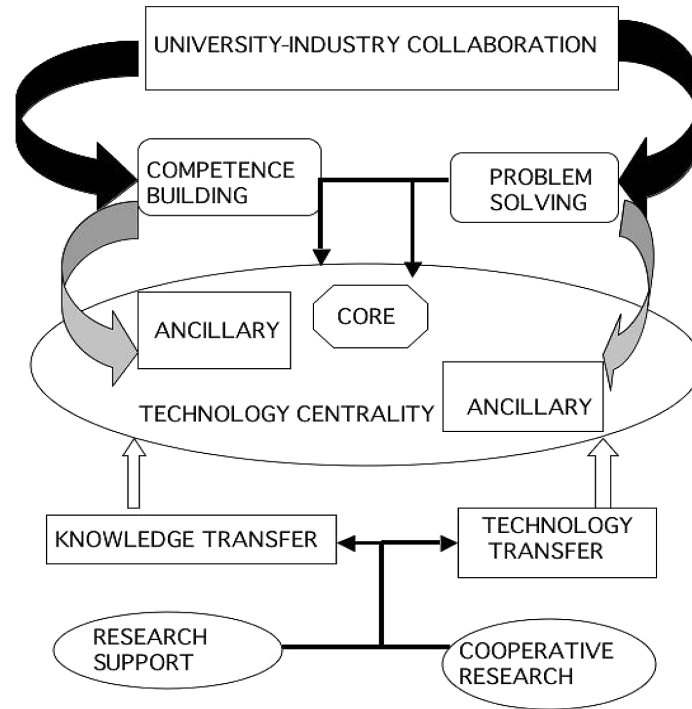 UNIVERSITY-INDUSTRY COLLABORATION
COMPETENCE
BUILDING
PROBLEM
SOLVING
ANCILLARY
CORE
ANCILLARY
TECHNOLOGY CENTRALITY
KNOWLEDGE TRANSFER
TECHNOLOGY
TRANSFER
RESEARCH
SUPPORT
COOPERATIVE
RESEARCH